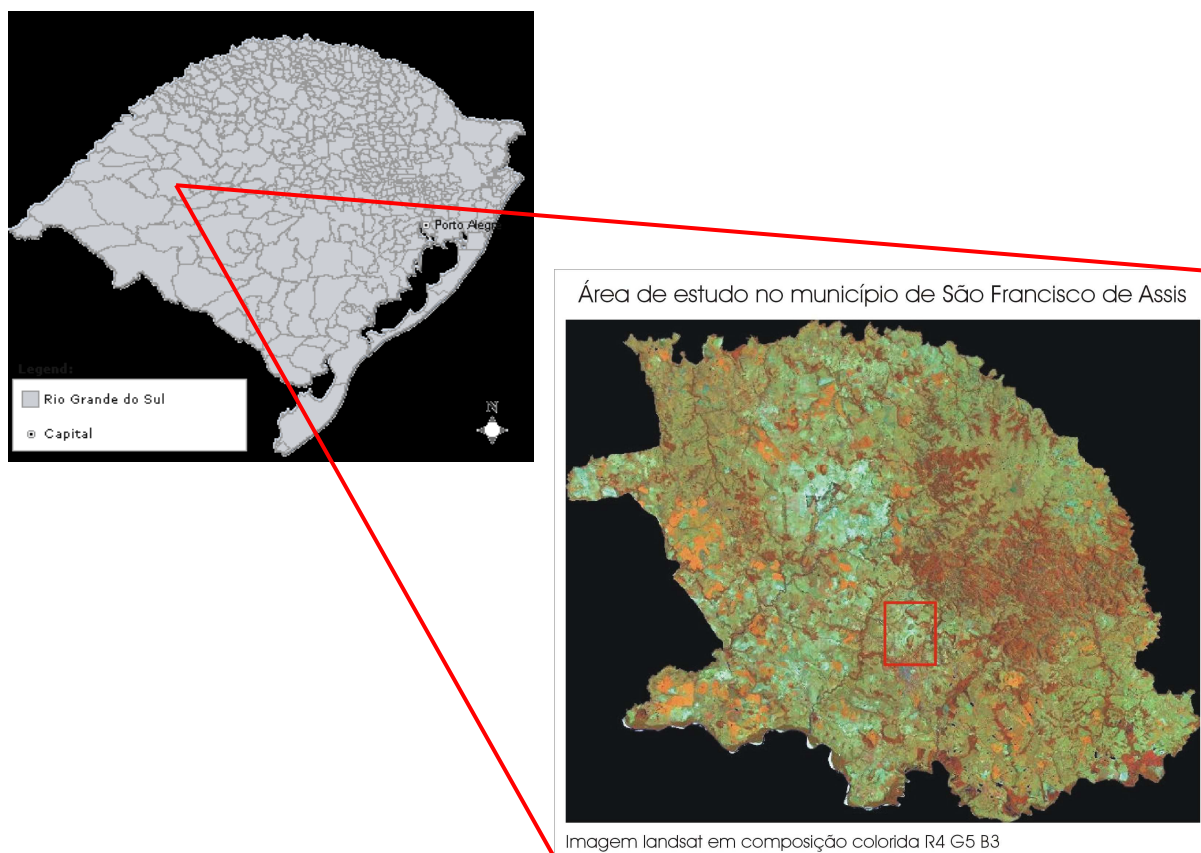 Porto Alegr
Legend:
Rio Grande do Sul
Capital
N
Área de estudo no município de São Francisco de Assis
Imagem landsat em composição colorida R4 G5 B3